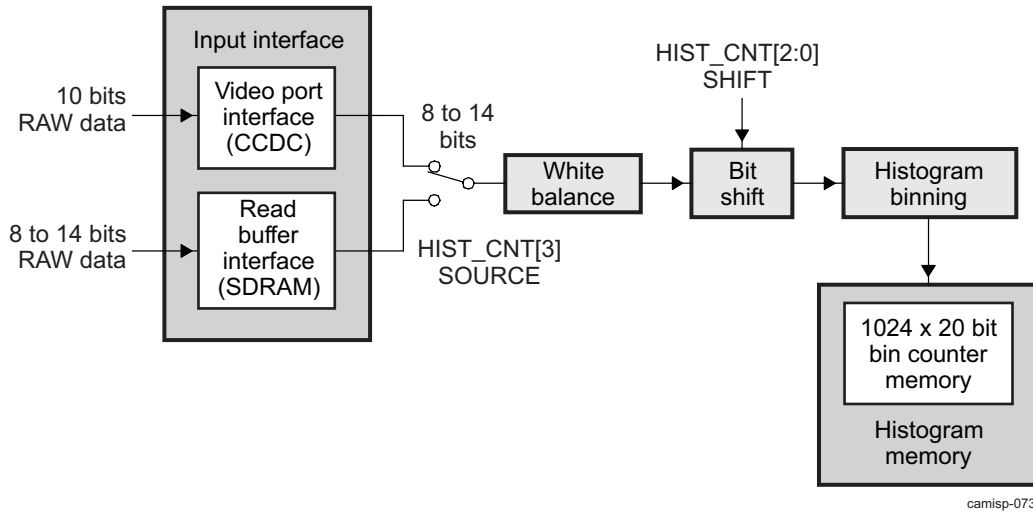 Input interface
10 bits
RAW data
Video port
interface
(CCDC)
8 to 14 bits
RAW data
Read
buffer
interface
(SDRAM)
8 to 14
bits
HIST_CNT[3]
SOURCE
White
balance
HIST_CNT[2:0]
SHIFT
Bit
shift
Histogram
binning
1024 x 20 bit
bin counter
memory
Histogram
memory
camisp-073